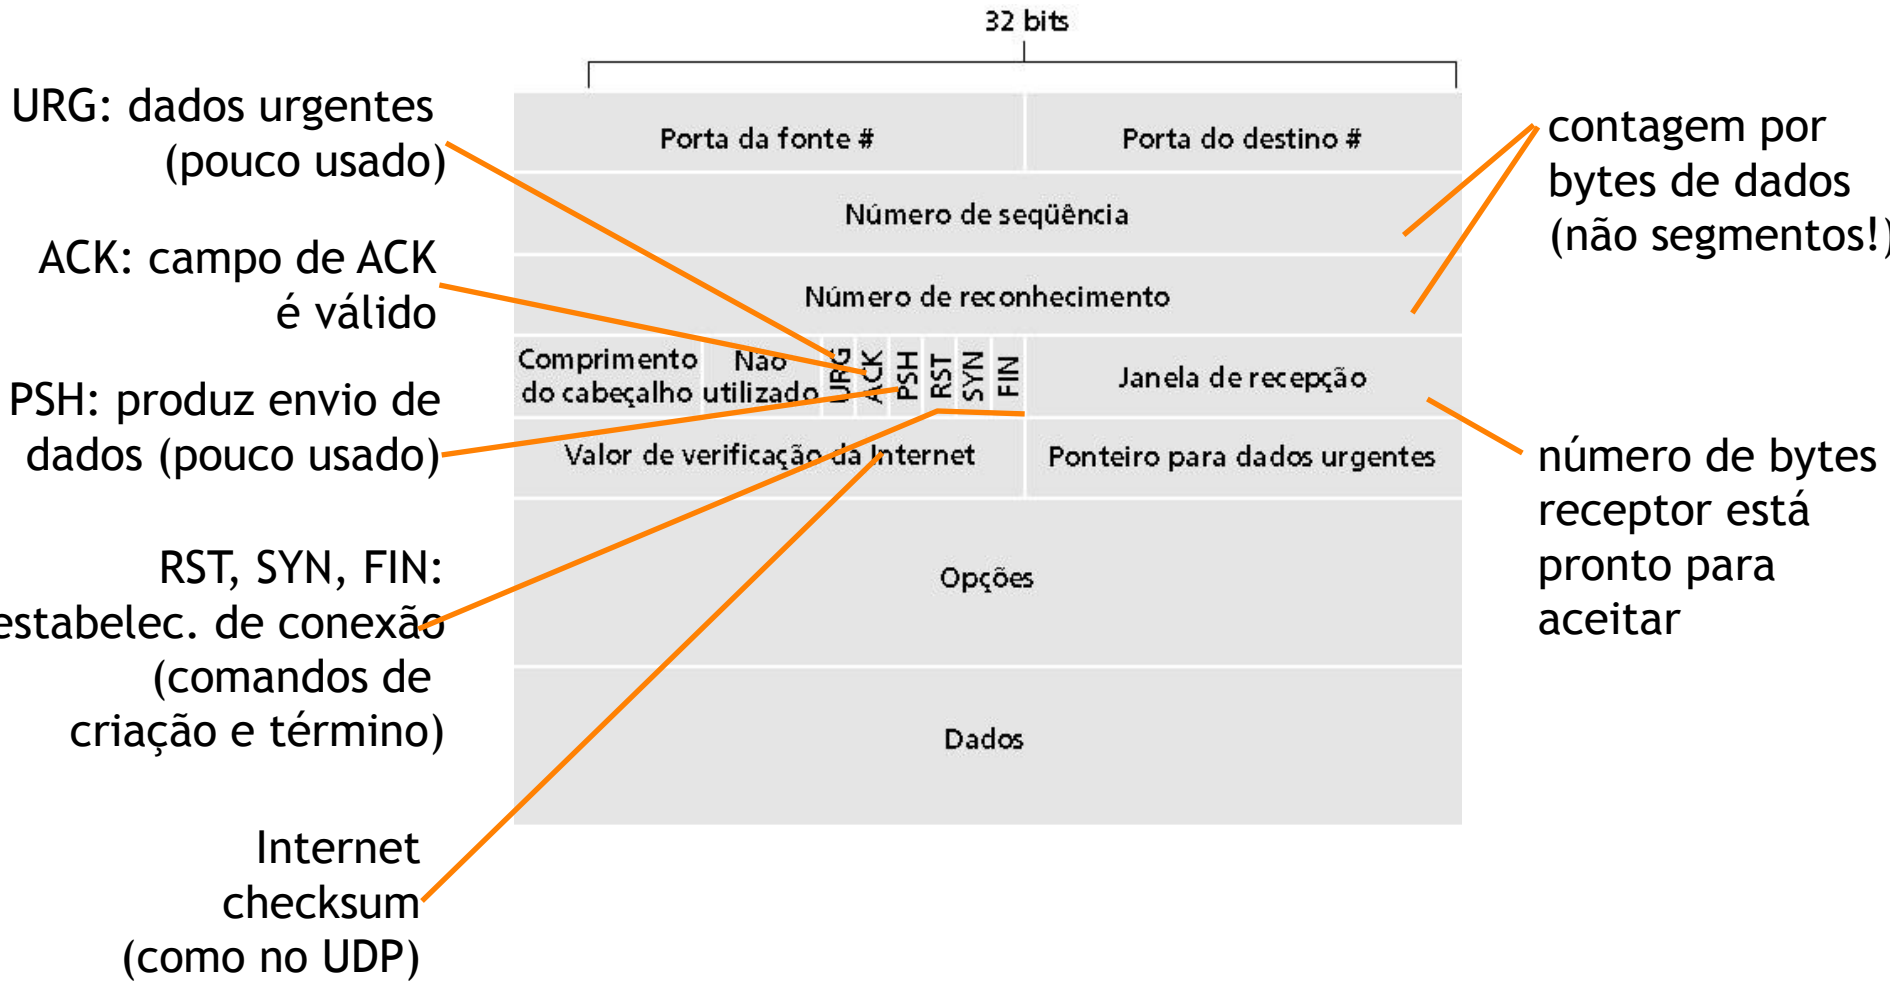 32 bits
URG: dados urgentes
(pouco usado)
ACK: campo de ACK
é válido
PSH: produz envio de
dados (pouco usado)
RST, SYN, FIN:
estabelec. de conexão
(comandos de
criação e término)
Internet
checksum
(como no UDP)
Porta da fonte #
Porta do destino #
Número de seqüência
Número de reconhecimento
Comprimento
do cabeçalho
Não
utilizado
URG
ACK
PSH
RST
SYN
FIN
Janela de recepção
Valor de verificação da Internet
Ponteiro para dados urgentes
Opções
Dados
contagem por
bytes de dados
(não segmentos!)
número de bytes
receptor está
pronto para
aceitar